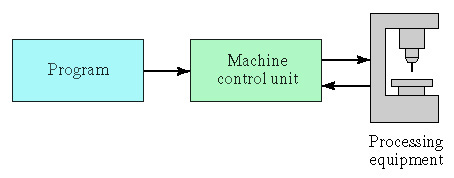 Program
Machine
control unit
Processing
equipment